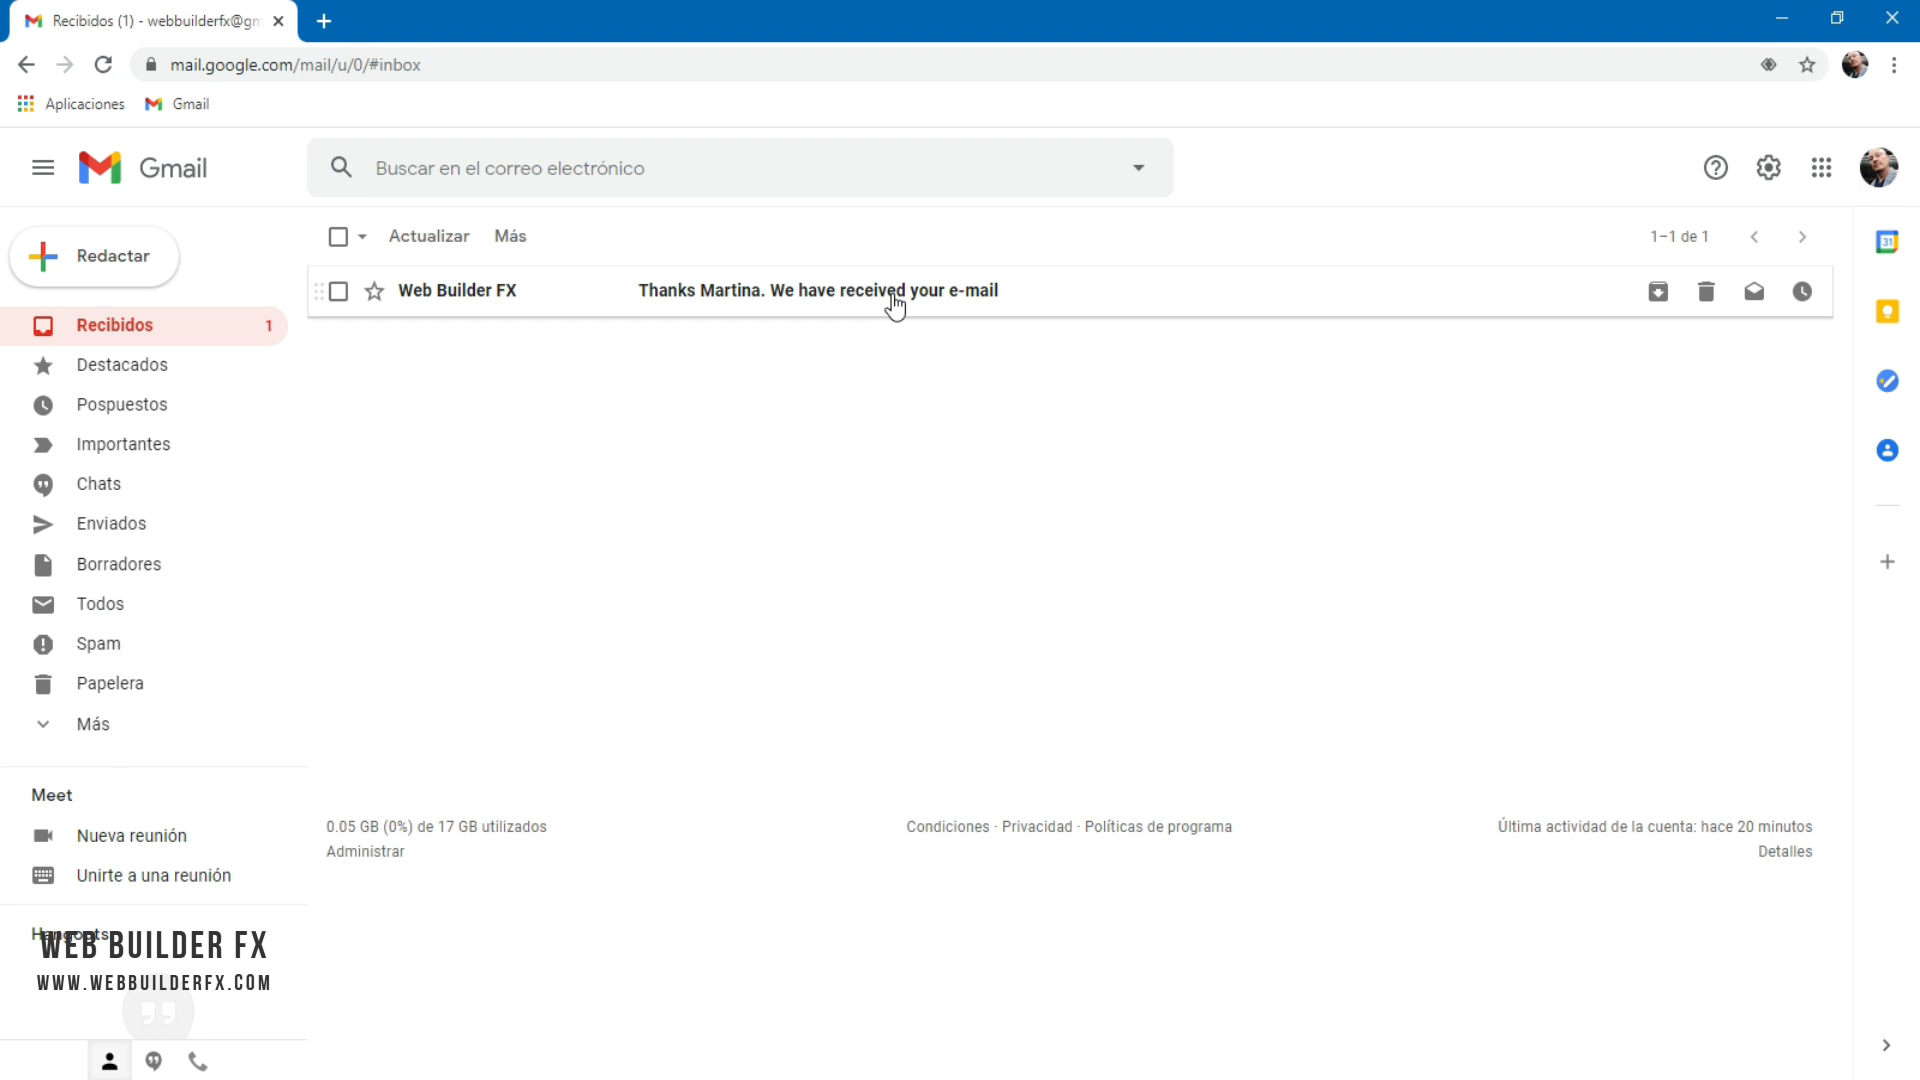 Recibidos (1) - webbuilderfx@gm
mail.google.com/mail/u/0/#inbox
Aplicaciones
Gmail
Gmail
Buscar en el correo electrónico
Redactar
Actualizar
Más
1–1 de 1
31
Web Builder FX
Thanks Martina. We have received your e-mail
Recibidos
1
Destacados
Pospuestos
Importantes
Chats
Enviados
Borradores
Todos
Spam
Papelera
Más
Meet
Nueva reunión
Unirte a una reunión
0.05 GB (0%) de 17 GB utilizados
Administrar
Condiciones · Privacidad · Políticas de programa
Última actividad de la cuenta: hace 20 minutos
Detalles
Hangouts
WEB BUILDER FX
WWW.WEBBUILDERFX.COM